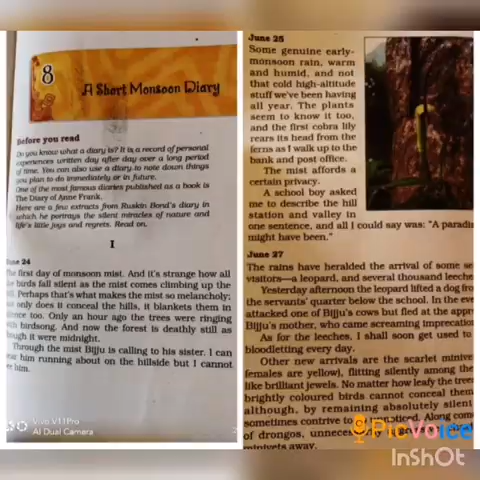 8
A Short Monsoon Diary
Before you read
Do you know what a diary is? It is a record of personal
experiences written day after day over a long period
of time. You can also use a diary to note down things
you plan to do immediately or in future.
One of the most famous diaries published as a book is
The Diary of Anne Frank.
Here are a few extracts from Ruskin Bond's diary in
which he portrays the silent miracles of nature and
life's little joys and regrets. Read on.
I
June 24
The first day of monsoon mist. And it's strange how all
birds fall silent as the mist comes climbing up the
hill. Perhaps that's what makes the mist so melancholy;
only does it conceal the hills, it blankets them in
silence too. Only an hour ago the trees were ringing
with birdsong. And now the forest is deathly still as
though it were midnight.
Through the mist Bijju is calling to his sister. I can
hear him running about on the hillside but I cannot
see him.
Vivo V11Pro
AI Dual Camera
June 25
Some genuine early-
monsoon rain, warm
and humid, and not
that cold high-altitude
stuff we've been having
all year. The plants
seem to know it too,
and the first cobra lily
rears its head from the
ferns as I walk up to the
bank and post office.
The mist affords a
certain privacy.
A school boy asked
me to describe the hill
station and valley in
one sentence, and all I could say was: "A paradi
might have been."
June 27
The rains have heralded the arrival of some se
visitors—a leopard, and several thousand leeche
Yesterday afternoon the leopard lifted a dog fro
the servants' quarter below the school. In the eve
attacked one of Bijju's cows but fled at the appr
Bijju's mother, who came screaming imprecation
As for the leeches, I shall soon get used to
bloodletting every day.
Other new arrivals are the scarlet minive
females are yellow), flitting silently among the
like brilliant jewels. No matter how leafy the tree
brightly coloured birds cannot conceal them
although, by remaining absolutely silent
sometimes contrive to unnoticed. Along come
of drongos, unnecessarily
minivets away.
PicVoice
InShOt